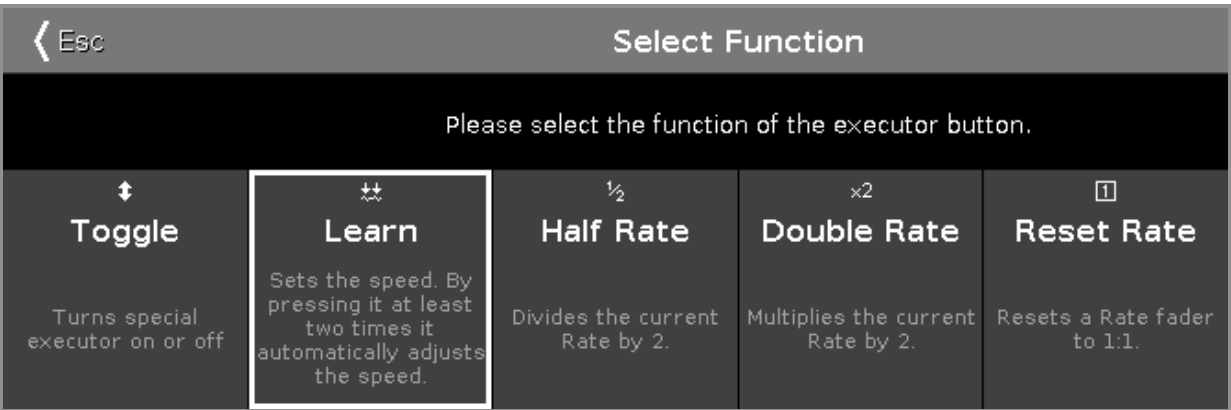 Esc
Select Function
Please select the function of the executor button.
Toggle
Turns special
executor on or off
Learn
Sets the speed. By
pressing it at least
two times it
automatically adjusts
the speed.
½
Half Rate
Divides the current
Rate by 2.
×2
Double Rate
Multiplies the current
Rate by 2.
1
Reset Rate
Resets a Rate fader
to 1:1.